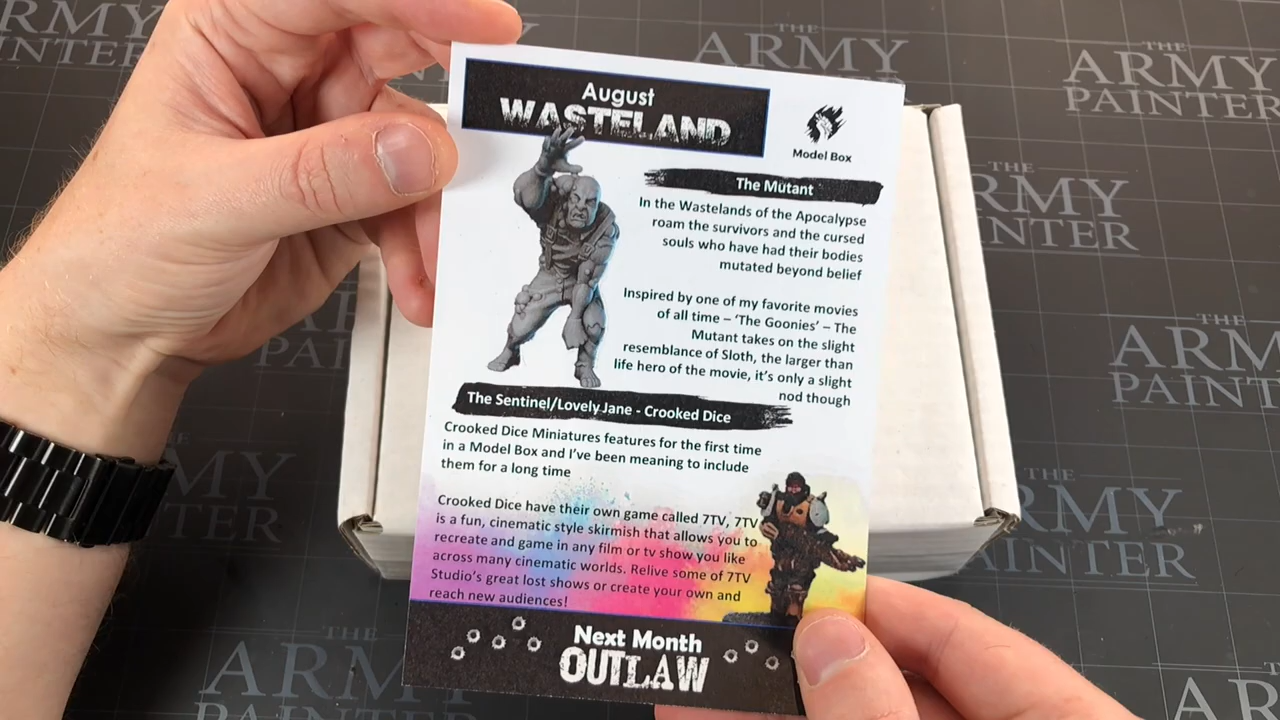 August
WASTELAND
Model Box
The Mutant
In the Wastelands of the Apocalypse
roam the survivors and the cursed
souls who have had their bodies
mutated beyond belief
Inspired by one of my favorite movies
of all time – ‘The Goonies’ – The
Mutant takes on the slight
resemblance of Sloth, the larger than
life hero of the movie, it's only a slight
nod though
The Sentinel/Lovely Jane - Crooked Dice
Crooked Dice Miniatures features for the first time
in a Model Box and I've been meaning to include
them for a long time
Crooked Dice have their own game called 7TV, 7TV
is a fun, cinematic style skirmish that allows you to
recreate and game in any film or tv show you like
across many cinematic worlds. Relive some of 7TV
Studio's great lost shows or create your own and
reach new audiences!
Next Month
OUTLAW
ARMY
PAINTER
THE
ARMY
THE
ARMY
PAINTER
THE
ARMY
PAINTER
THE
ARM
PAINT
THE
ARMY
PAINTER
THE
ARMY
AR